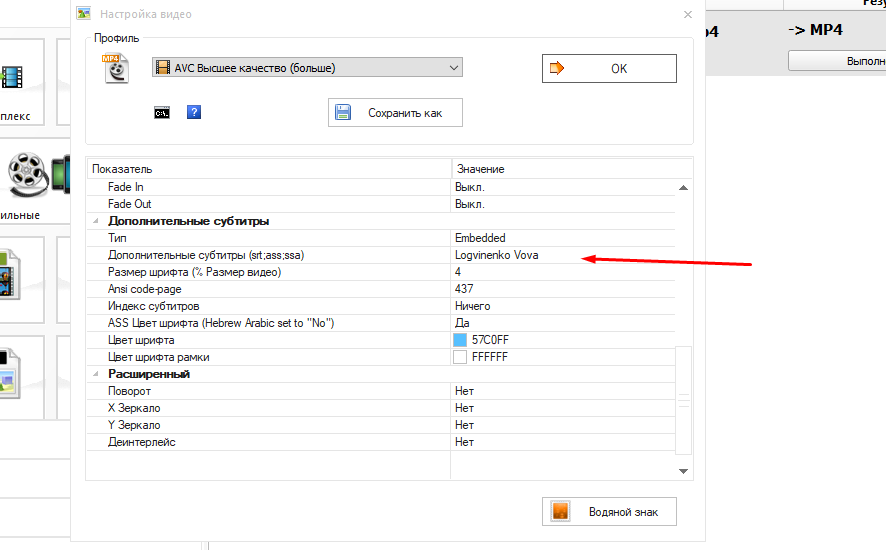 Настройка видео
Резу
Профиль
p4
-> MP4
MP4
AVC Высшее качество (больше)
OK
Выполн
плекс
C:\.
?
Сохранить как
Показатель Значение
Fade In Выкл.
Fade Out Выкл.
Дополнительные субтитры
Тип Embedded
Дополнительные субтитры (srt;ass;ssa) Logvinenko Vova
Размер шрифта (% Размер видео) 4
Ansi code-page 437
Индекс субтитров Ничего
ASS Цвет шрифта (Hebrew Arabic set to "No") Да
Цвет шрифта 57C0FF
Цвет шрифта рамки FFFFFF
Расширенный
Поворот Нет
X Зеркало Нет
Y Зеркало Нет
Деинтерлейс Нет
ильные
Водяной знак